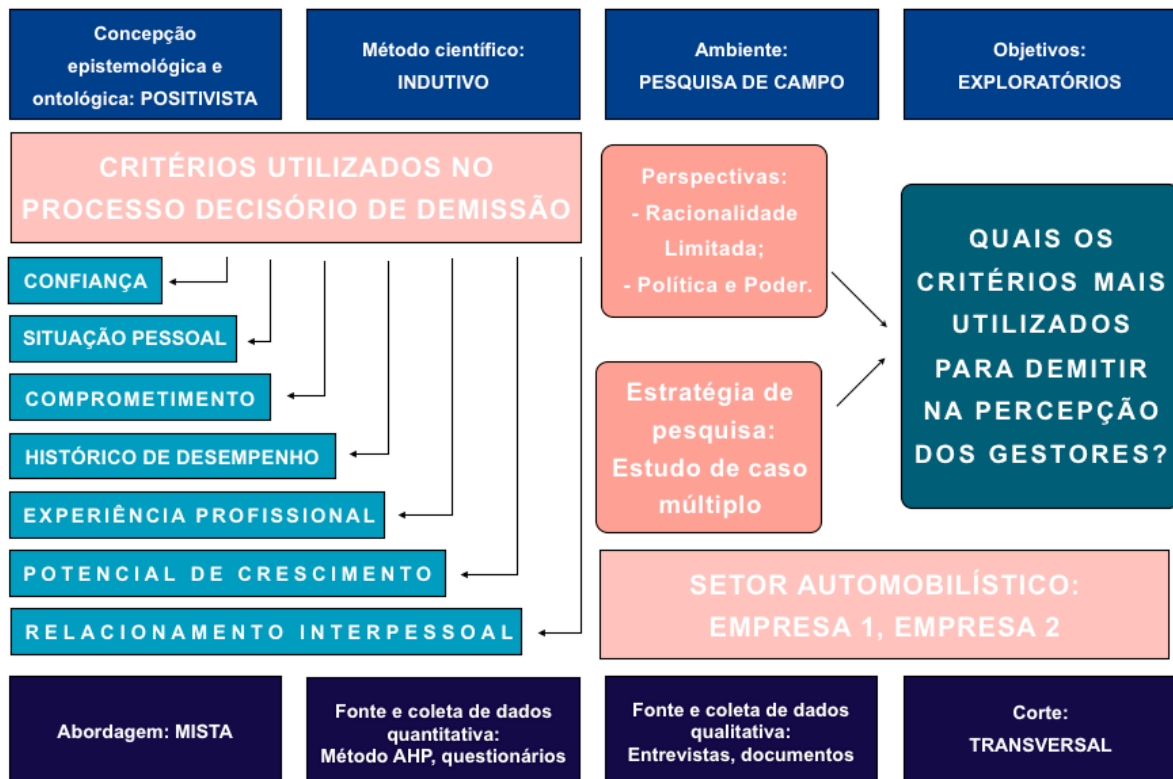 Concepção
epistemológica e
ontológica: POSITIVISTA
Método científico:
INDUTIVO
Ambiente:
PESQUISA DE CAMPO
Objetivos:
EXPLORATÓRIOS
CRITÉRIOS UTILIZADOS NO
PROCESSO DECISÓRIO DE DEMISSÃO
CONFIANÇA
SITUAÇÃO PESSOAL
COMPROMETIMENTO
HISTÓRICO DE DESEMPENHO
EXPERIÊNCIA PROFISSIONAL
POTENCIAL DE CRESCIMENTO
RELACIONAMENTO INTERPESSOAL
Perspectivas:
- Racionalidade
Limitada;
- Política e Poder.
Estratégia de
pesquisa:
Estudo de caso
múltiplo
QUAIS OS
CRITÉRIOS MAIS
UTILIZADOS
PARA DEMITIR
NA PERCEPÇÃO
DOS GESTORES?
SETOR AUTOMOBILÍSTICO:
EMPRESA 1, EMPRESA 2
Abordagem: MISTA
Fonte e coleta de dados
quantitativa:
Método AHP, questionários
Fonte e coleta de dados
qualitativa:
Entrevistas, documentos
Corte:
TRANSVERSAL